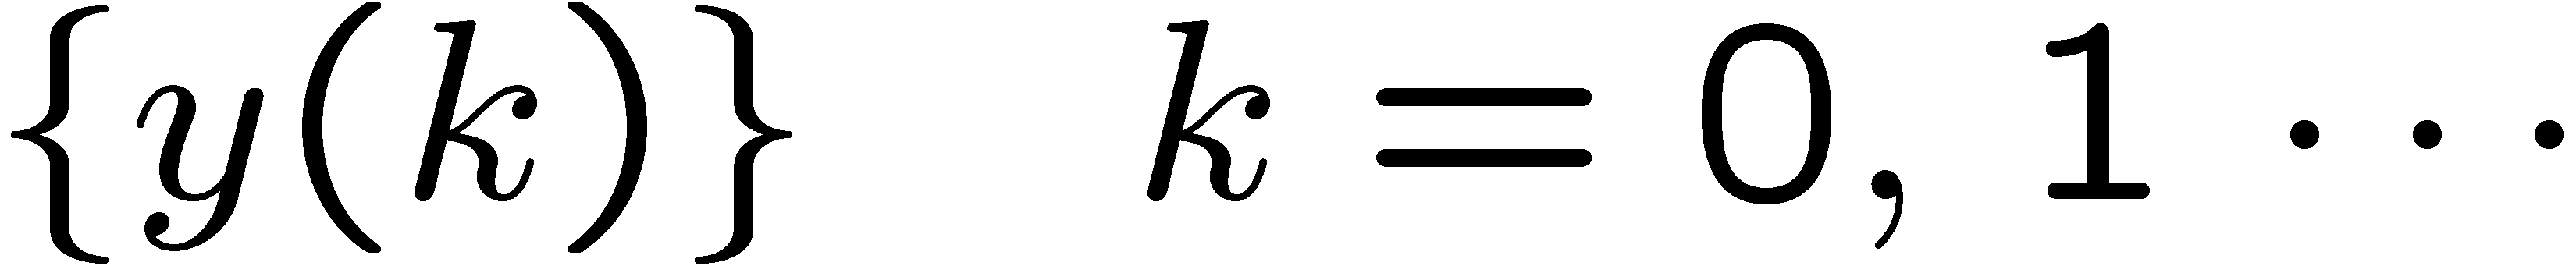 {y(k)} k = 0, 1 ⋯